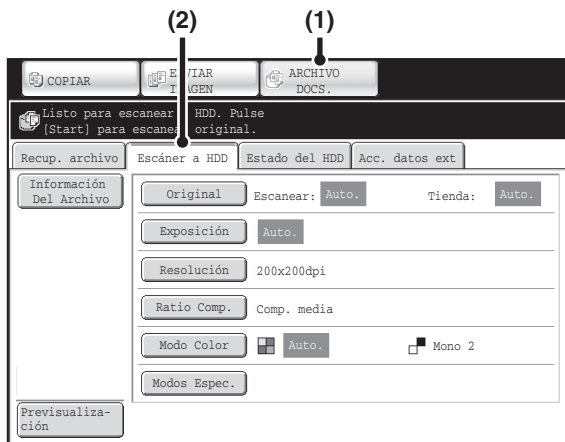 (2) (1)
COPIAR
ENVIAR
IMAGEN
ARCHIVO
DOCS.
Listo para escanear HDD. Pulse
[Start] para escanear original.
Recup. archivo Escáner a HDD Estado del HDD Acc. datos ext
Información
Del Archivo
Original Escanear: Auto. Tienda: Auto.
Exposición Auto.
Resolución 200x200dpi
Ratio Comp. Comp. media
Modo Color Auto. Mono 2
Modos Espec.
Previsualiza-
ción